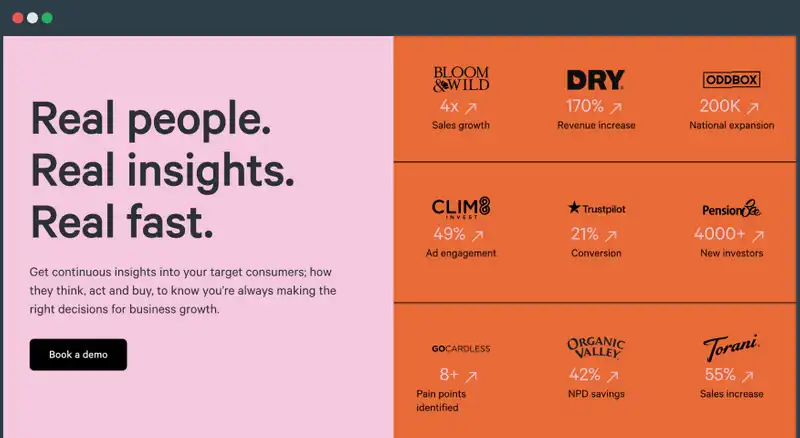 Real people.
Real insights.
Real fast.
Get continuous insights into your target consumers; how
they think, act and buy, to know you're always making the
right decisions for business growth.
Book a demo
BLOOM
&WILD
4x ↗
Sales growth
DRY
170% ↗
Revenue increase
ODDBOX
200K ↗
National expansion
CLIM8
INVEST
49% ↗
Ad engagement
Trustpilot
21% ↗
Conversion
PensionBee
4000+ ↗
New investors
GOCARDLESS
8+ ↗
Pain points
identified
ORGANIC
VALLEY
42% ↗
NPD savings
Torani
55% ↗
Sales increase